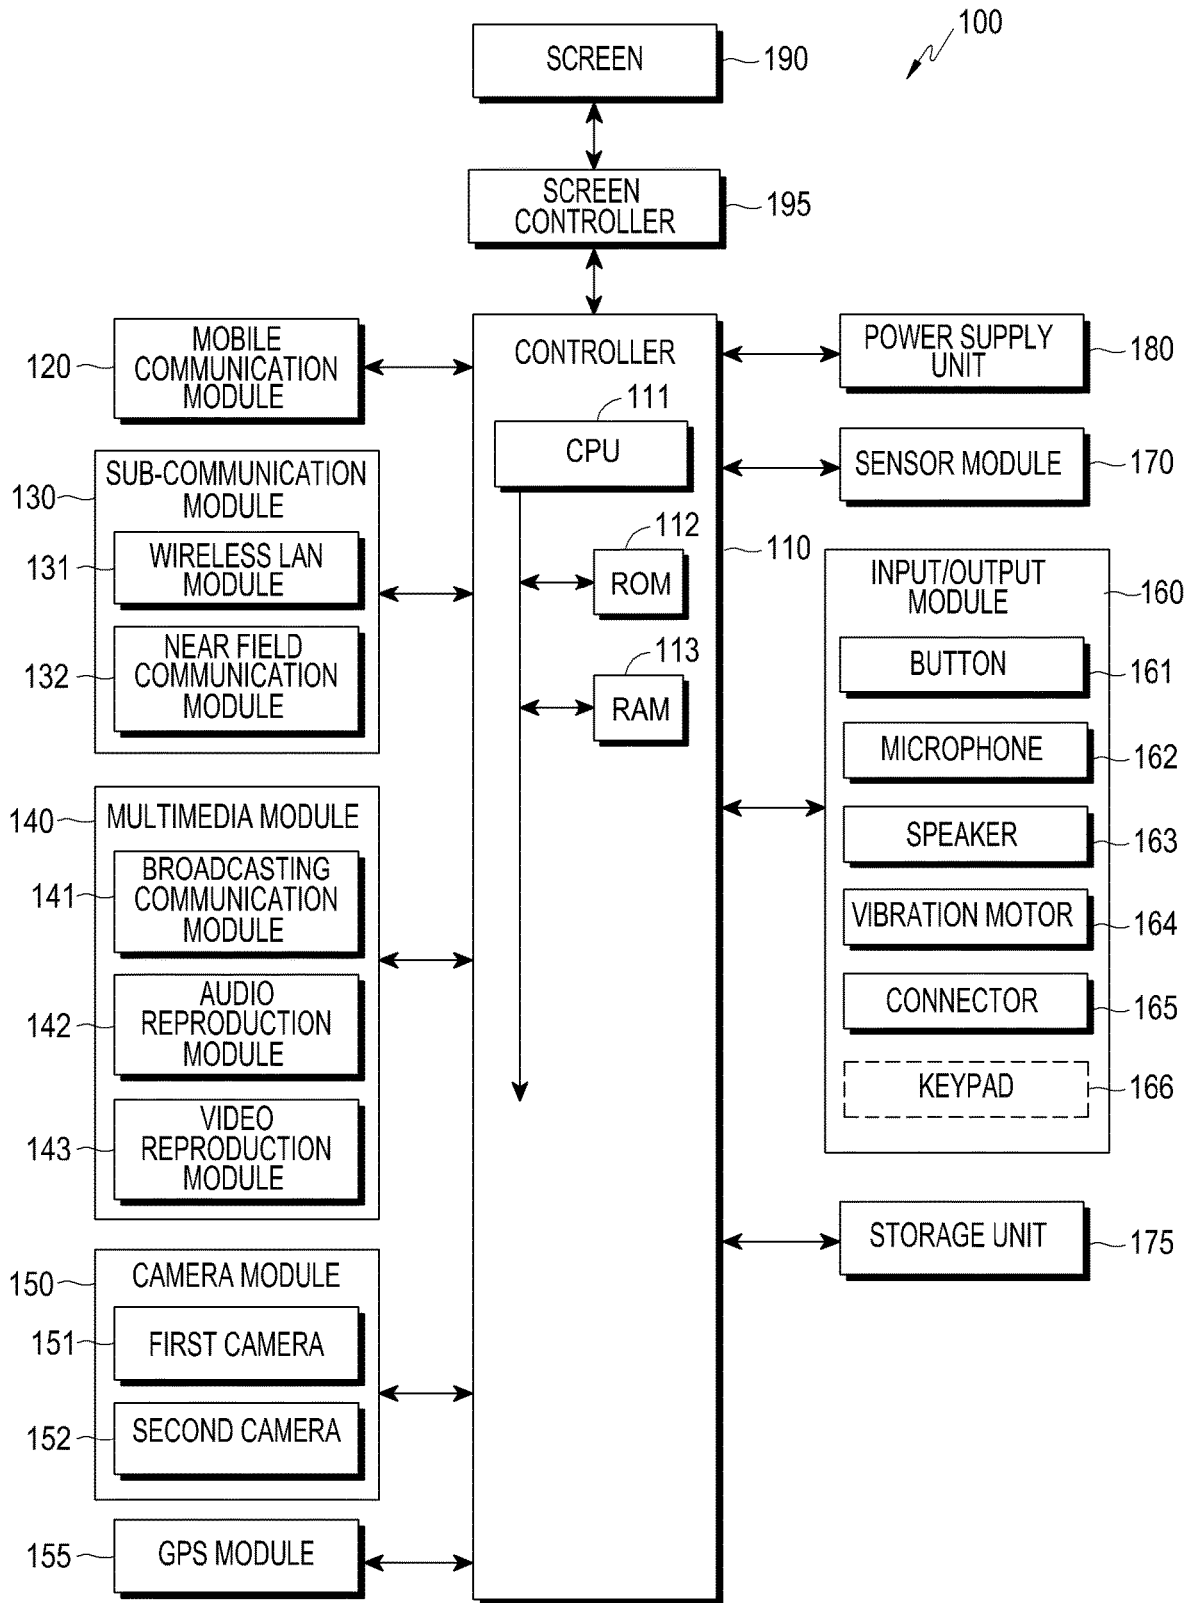 100
SCREEN
190
SCREEN
CONTROLLER
195
MOBILE
COMMUNICATION
MODULE
120
SUB-COMMUNICATION
MODULE
130
WIRELESS LAN
MODULE
131
NEAR FIELD
COMMUNICATION
MODULE
132
MULTIMEDIA MODULE
140
BROADCASTING
COMMUNICATION
MODULE
141
AUDIO
REPRODUCTION
MODULE
142
VIDEO
REPRODUCTION
MODULE
143
CAMERA MODULE
150
FIRST CAMERA
151
SECOND CAMERA
152
GPS MODULE
155
CONTROLLER
110
111
CPU
112
ROM
113
RAM
POWER SUPPLY
UNIT
180
SENSOR MODULE
170
INPUT/OUTPUT
MODULE
160
BUTTON
161
MICROPHONE
162
SPEAKER
163
VIBRATION MOTOR
164
CONNECTOR
165
KEYPAD
166
STORAGE UNIT
175